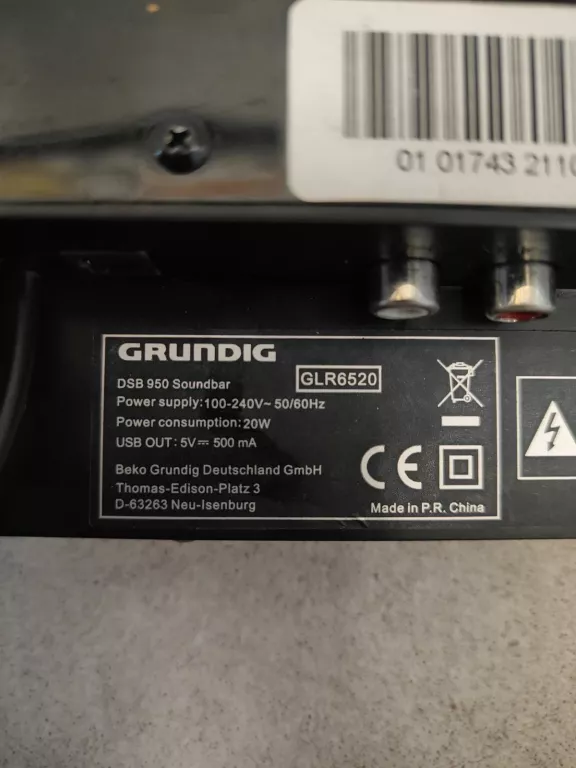 01 01743 2110
GRUNDIG
DSB 950 Soundbar
GLR6520
Power supply: 100-240V~ 50/60Hz
Power consumption: 20W
USB OUT: 5V⎓ 500 mA
Beko Grundig Deutschland GmbH
Thomas-Edison-Platz 3
D-63263 Neu-Isenburg
CE
Made in P.R. China